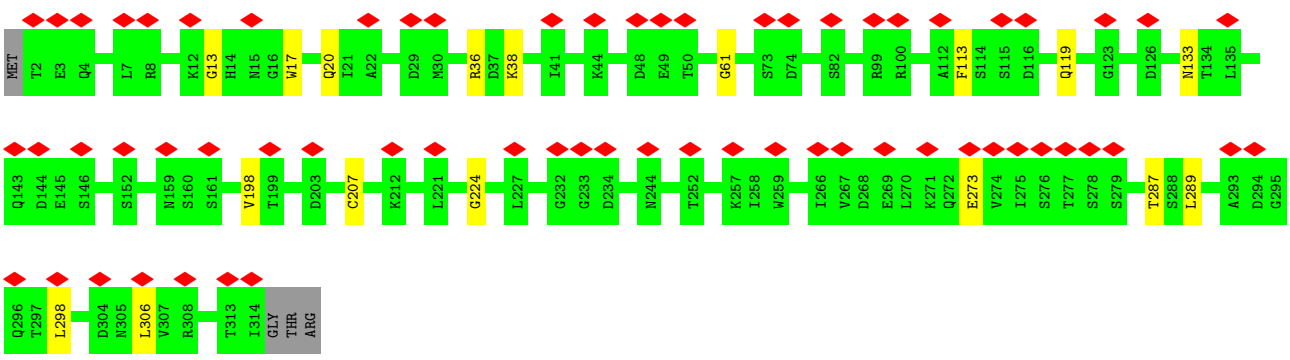 MET T2 E3 Q4 L7 R8 K12 G13 H14 N15 G16 W17 Q20 I21 A22 D29 M30 R36 D37 K38 I41 K44 D48 E49 T50 G61 S73 D74 S82 R99 R100 A112 F113 S114 S115 D116 Q119 G123 D126 N133 T134 L135
Q143 D144 E145 S146 S152 N159 S160 S161 V198 T199 D203 C207 K212 L221 G224 L227 G232 G233 D234 N244 T252 K257 I258 W259 I266 V267 D268 E269 L270 K271 Q272 E273 V274 I275 S276 T277 S278 S279 T287 S288 L289 A293 D294 G295
Q296 T297 L298 D304 N305 L306 V307 R308 T313 I314 GLY THR ARG